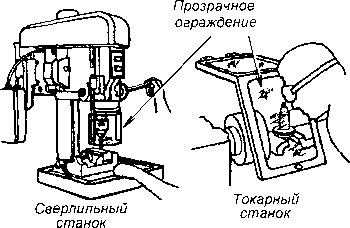 Прозрачное
ограждение
Сверлильный
станок
Токарный
станок